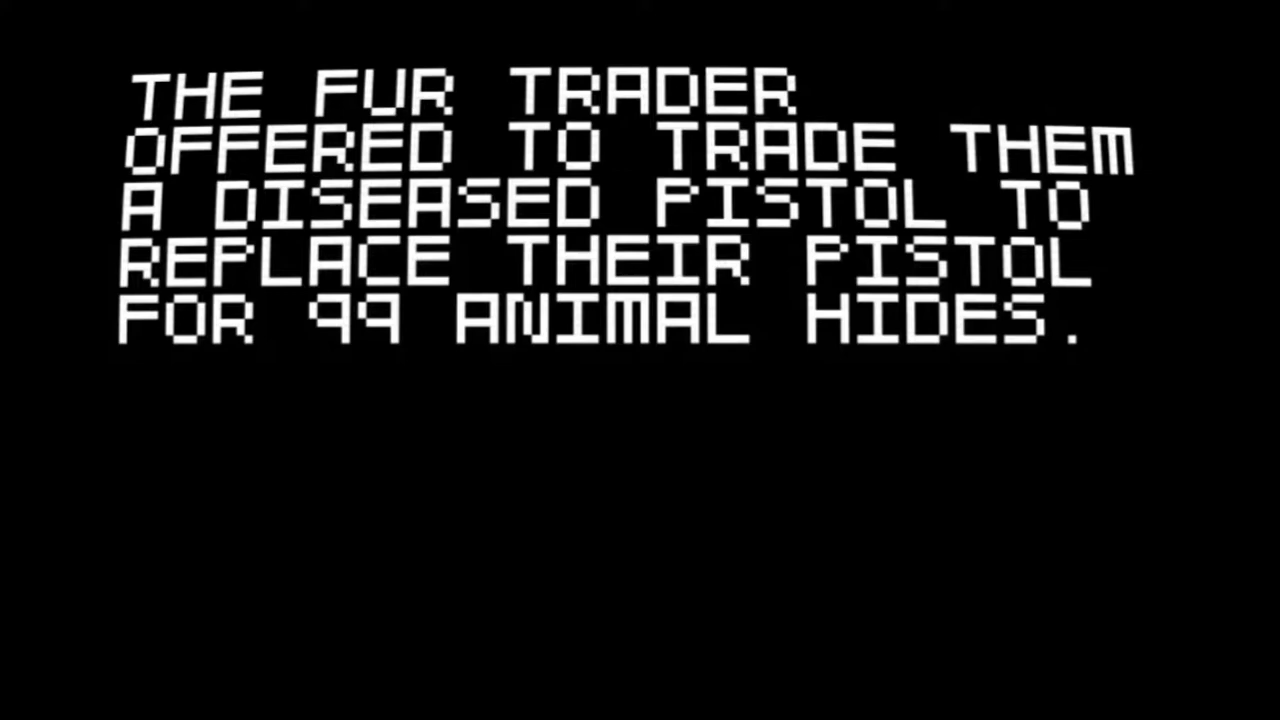 THE FUR TRADER
OFFERED TO TRADE THEM
A DISEASED PISTOL TO
REPLACE THEIR PISTOL
FOR 99 ANIMAL HIDES.